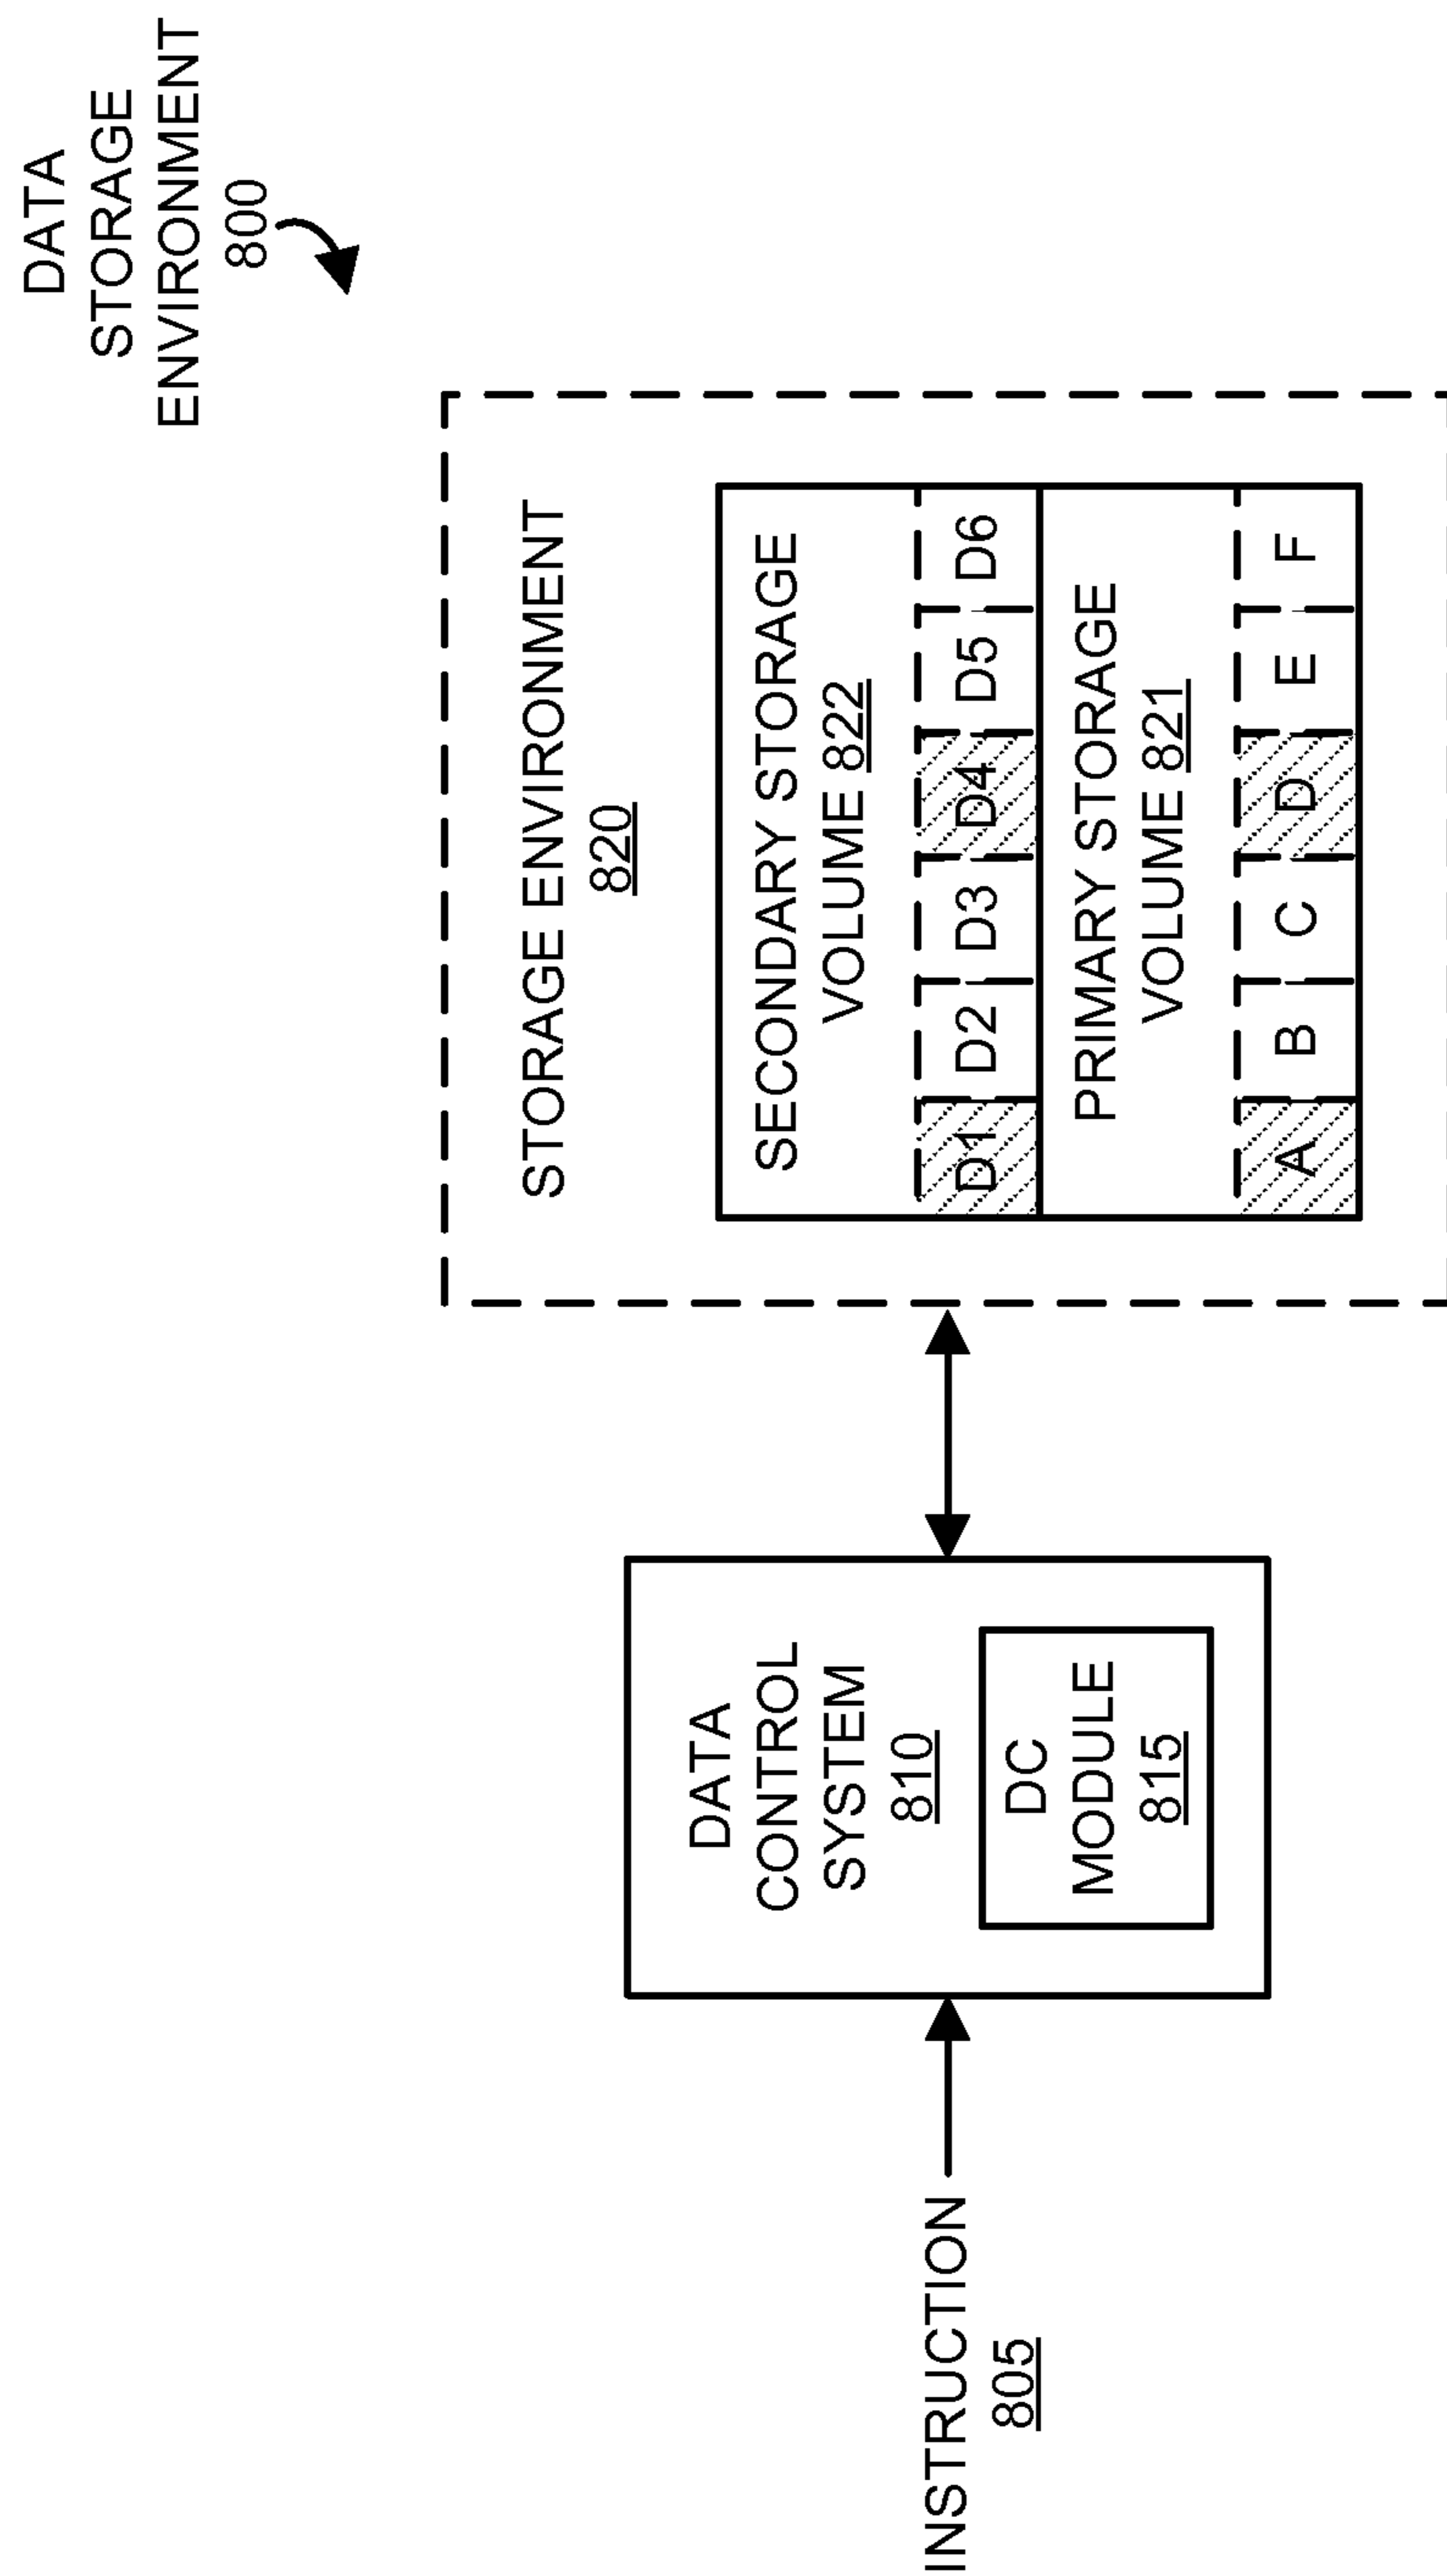 DATA
STORAGE
ENVIRONMENT
800
STORAGE ENVIRONMENT
820
SECONDARY STORAGE
VOLUME 822
D1 D2 D3 D4 D5 D6
PRIMARY STORAGE
VOLUME 821
A B C D E F
DATA
CONTROL
SYSTEM
810
DC
MODULE
815
INSTRUCTION
805